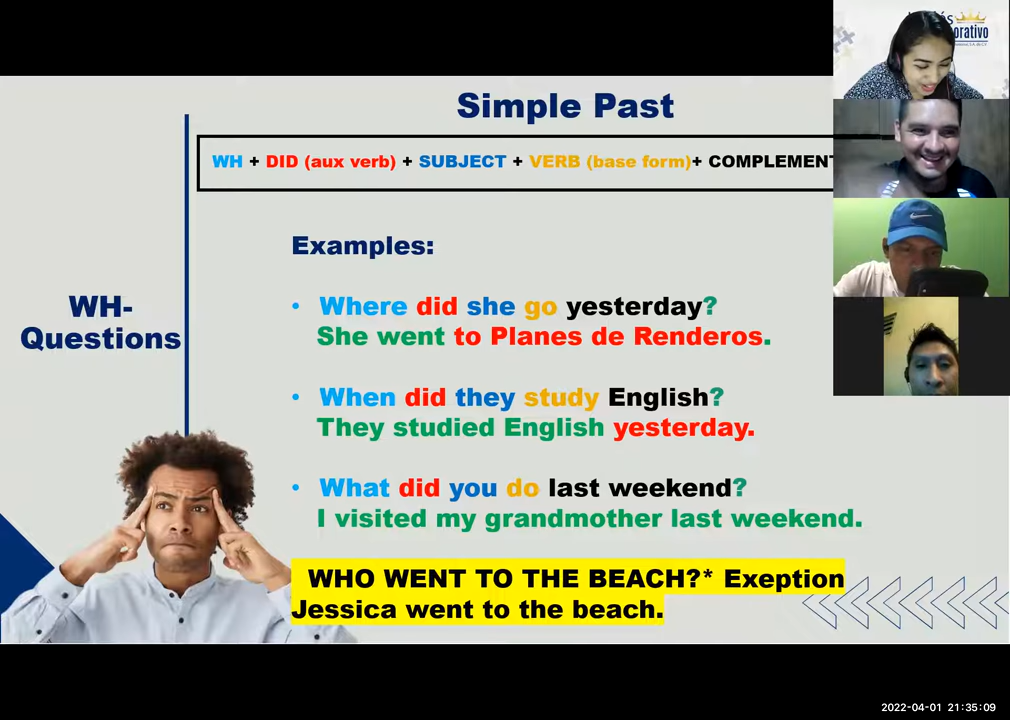 Simple Past
WH + DID (aux verb) + SUBJECT + VERB (base form)+ COMPLEMENT
WH-
Questions
Examples:
• Where did she go yesterday?
She went to Planes de Renderos.
• When did they study English?
They studied English yesterday.
• What did you do last weekend?
I visited my grandmother last weekend.
WHO WENT TO THE BEACH?* Exeption
Jessica went to the beach.
2022-04-01 21:35:09